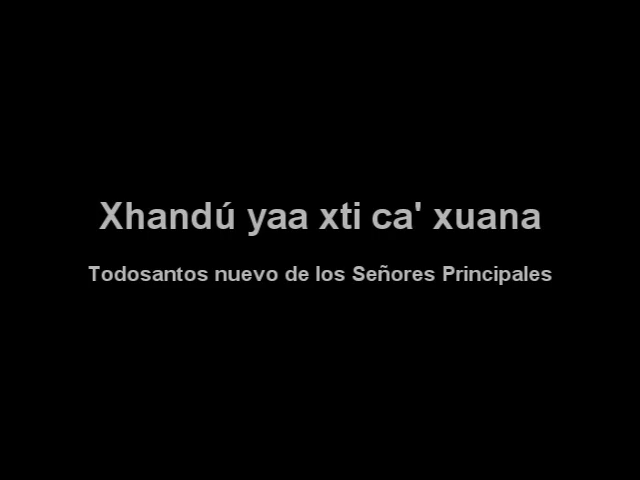 Xhandú yaa xti ca' xuana
Todosantos nuevo de los Señores Principales